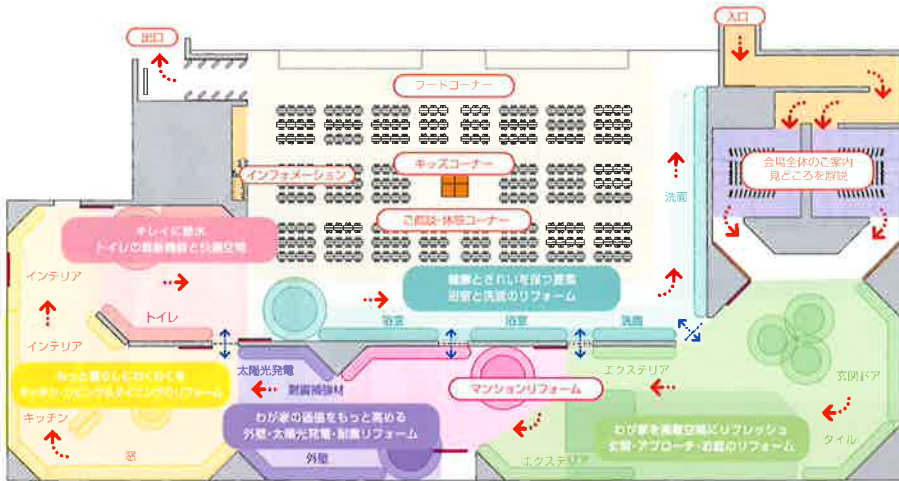 出口
入口
フートコーナー
キッズコーナー
インフォメーション
ご商談・体験コーナー
会場全体のご案内
見どころを解説
洗面
キレイに節水
トイレの最新機能と快適空間
インテリア
トイレ
インテリア
健康ときれいを保つ提案
浴室と洗面のリフォーム
浴室
浴室
洗面
太陽光発電
耐震補強材
マンションリフォーム
エクステリア
玄関ドア
キッチン・リビング&ダイニングのリフォーム
キッチン
窓
わが家の価値をもっと高める
外壁・太陽光発電・耐震リフォーム
外壁
わが家を素敵空間にリフレッシュ
玄関・アプローチ・お庭のリフォーム
エクステリア
タイル